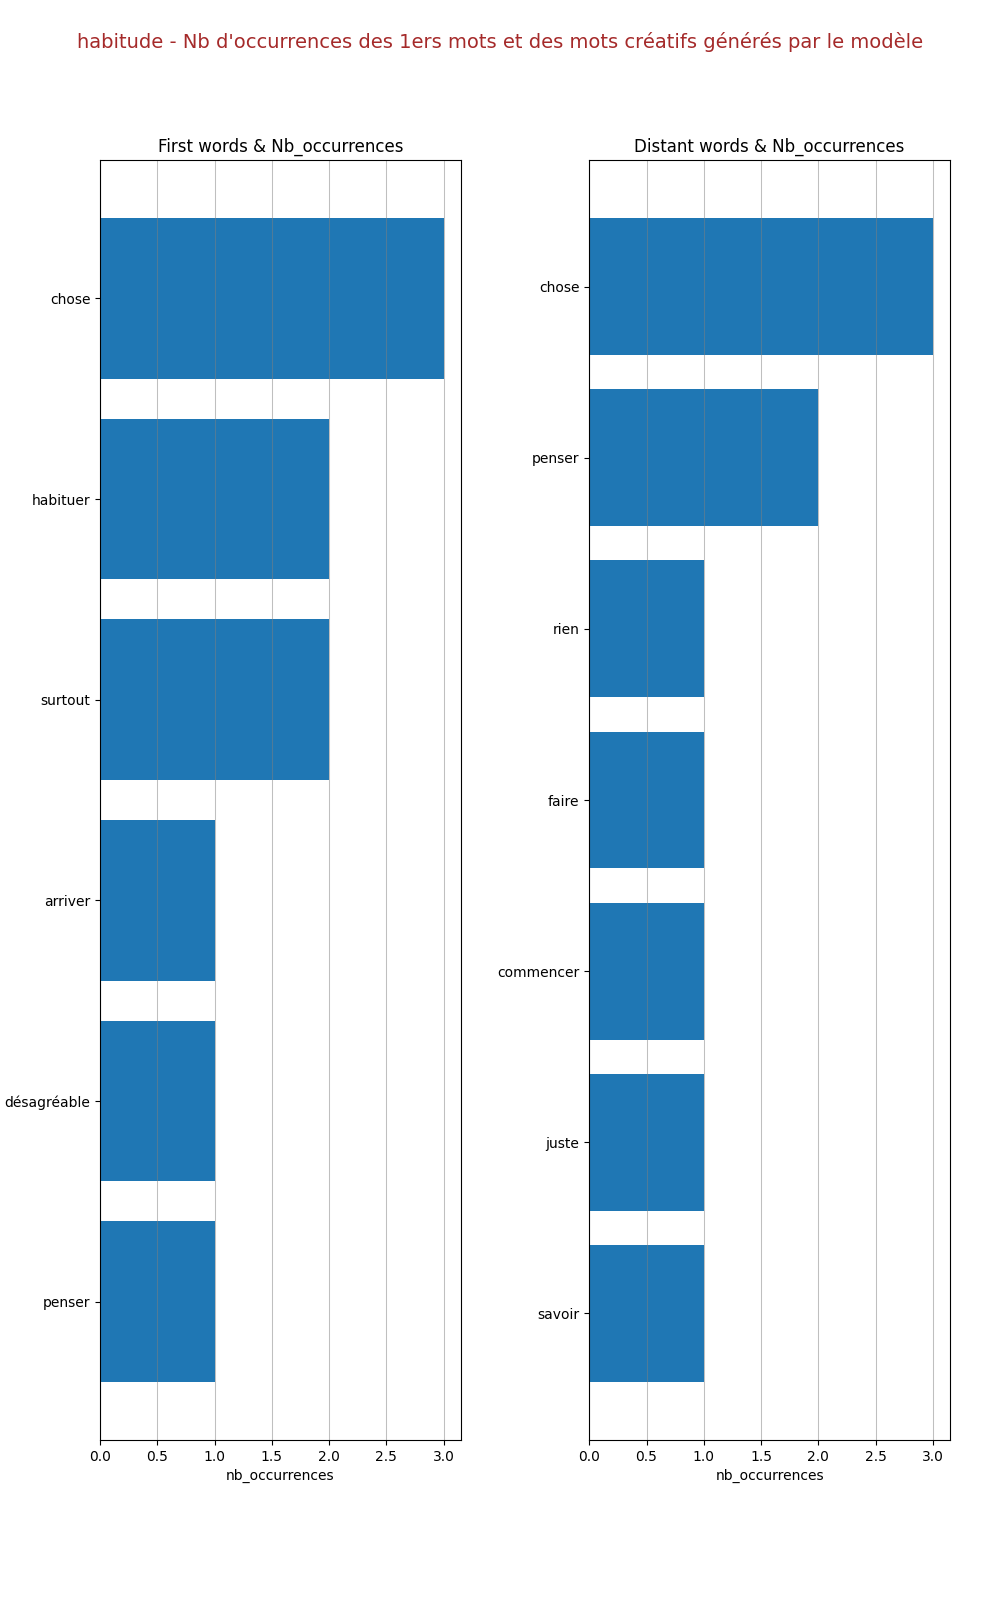 habitude - Nb d'occurrences des 1ers mots et des mots créatifs générés par le modèle
First words & Nb_occurrences
chose
habituer
surtout
arriver
désagréable
penser
0.0 0.5 1.0 1.5 2.0 2.5 3.0
nb_occurrences
Distant words & Nb_occurrences
chose
penser
rien
faire
commencer
juste
savoir
0.0 0.5 1.0 1.5 2.0 2.5 3.0
nb_occurrences